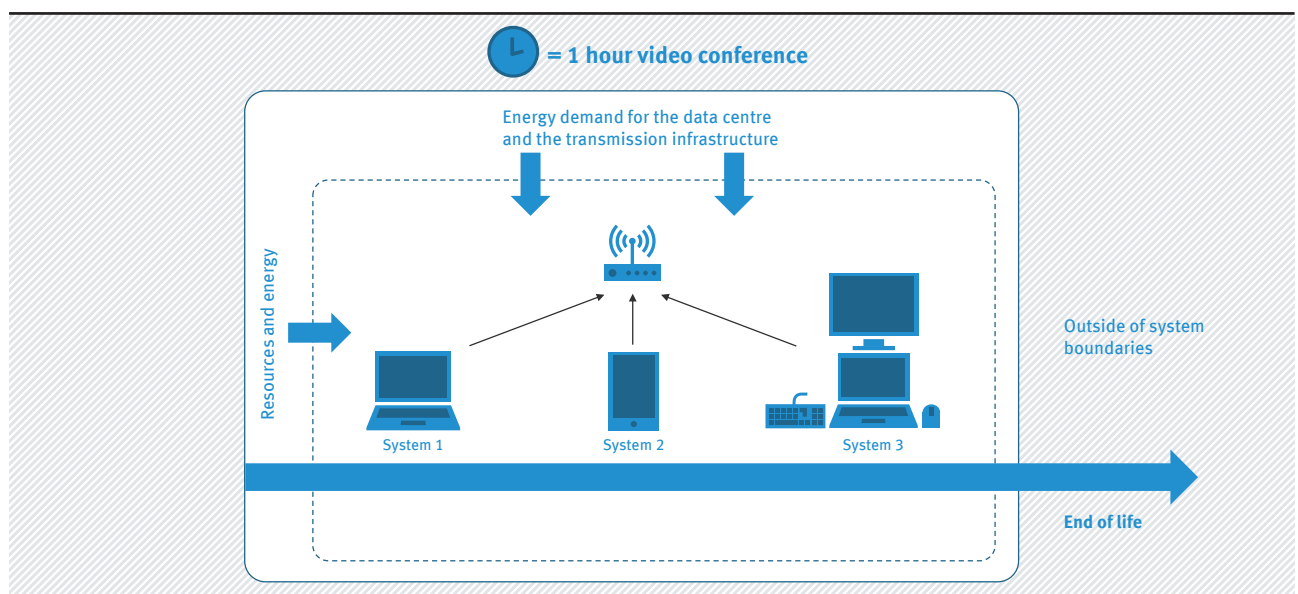 = 1 hour video conference
Energy demand for the data centre
and the transmission infrastructure
Resources and energy
Outside of system
boundaries
System 1
System 2
System 3
End of life